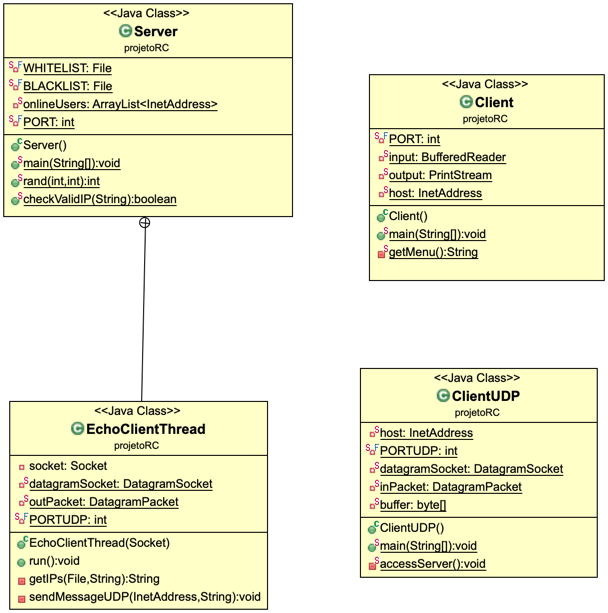 <<Java Class>>
Server
projetoRC
WHITELIST: File
BLACKLIST: File
onlineUsers: ArrayList<InetAddress>
PORT: int
Server()
main(String[]):void
rand(int,int):int
checkValidIP(String):boolean
<<Java Class>>
Client
projetoRC
PORT: int
input: BufferedReader
output: PrintStream
host: InetAddress
Client()
main(String[]):void
getMenu():String
<<Java Class>>
EchoClientThread
projetoRC
socket: Socket
datagramSocket: DatagramSocket
outPacket: DatagramPacket
PORTUDP: int
EchoClientThread(Socket)
run():void
getIPs(File,String):String
sendMessageUDP(InetAddress,String):void
<<Java Class>>
ClientUDP
projetoRC
host: InetAddress
PORTUDP: int
datagramSocket: DatagramSocket
inPacket: DatagramPacket
buffer: byte[]
ClientUDP()
main(String[]):void
accessServer():void